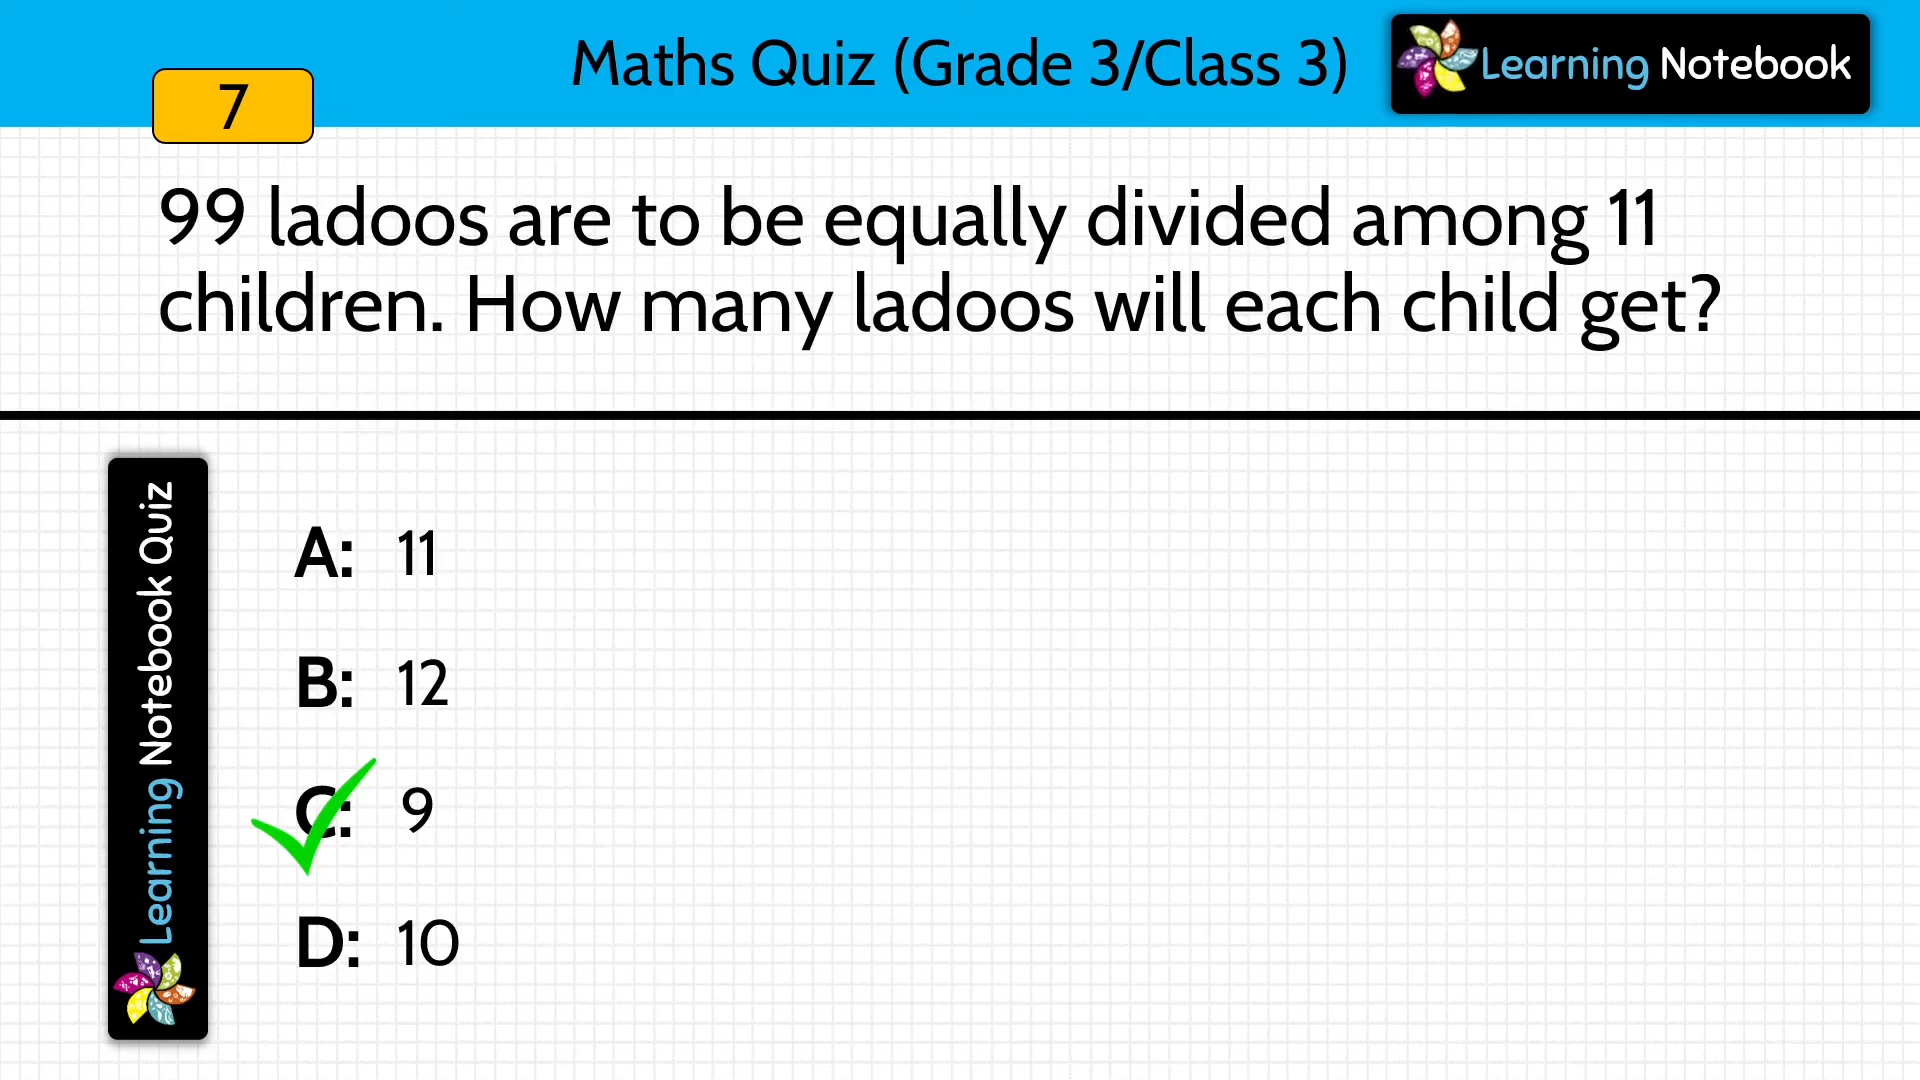 Maths Quiz (Grade 3/Class 3)
Learning Notebook
7
99 ladoos are to be equally divided among 11
children. How many ladoos will each child get?
Learning Notebook Quiz
A: 11
B: 12
C: 9
D: 10